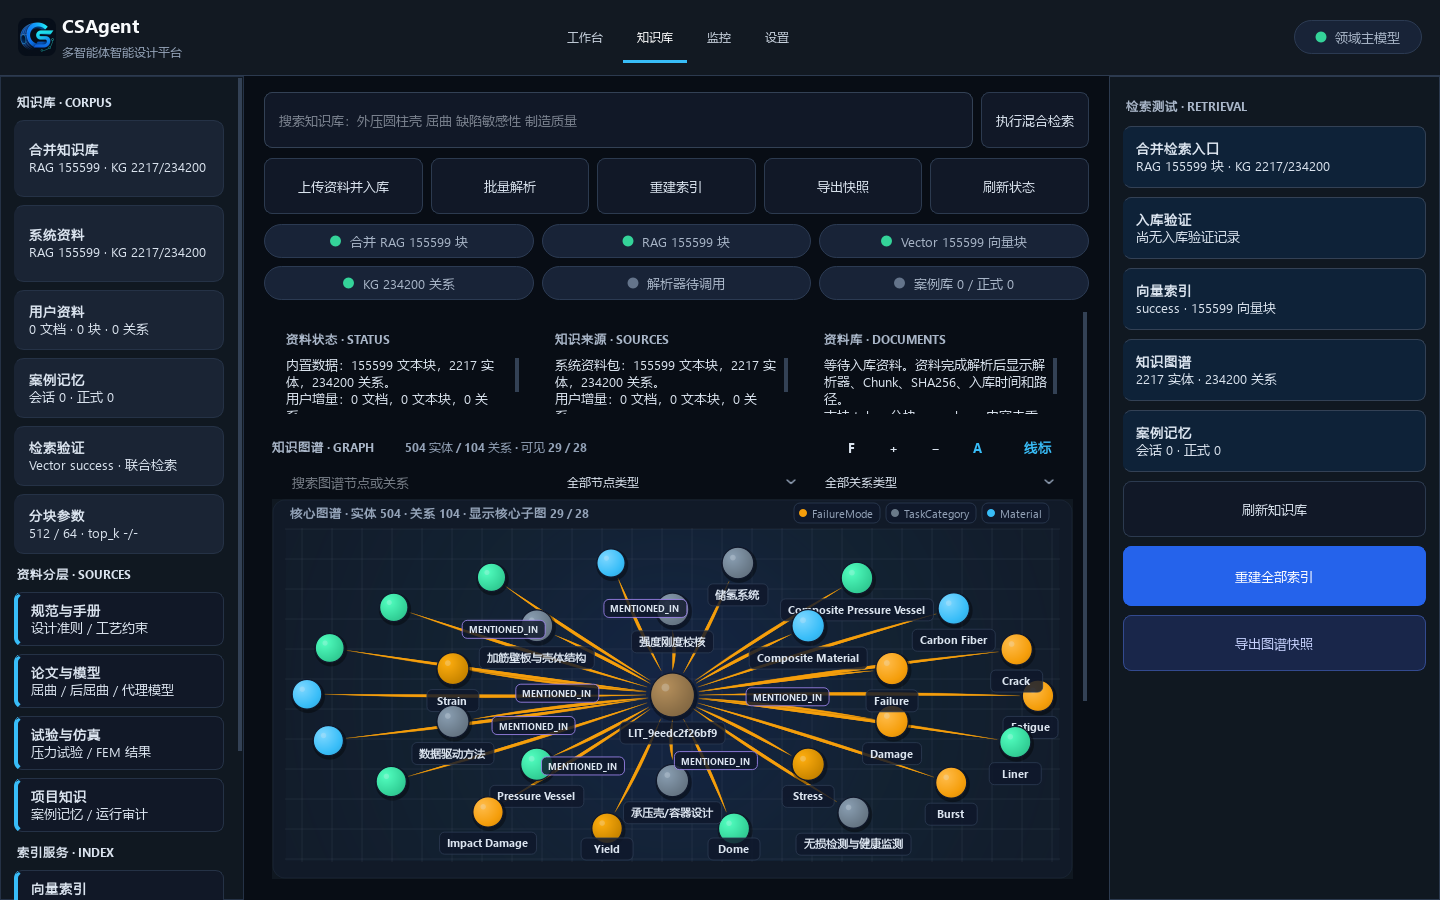 CSAgent
多智能体智能设计平台
工作台
知识库
监控
设置
领域主模型
知识库 · CORPUS
合并知识库
RAG 155599 · KG 2217/234200
系统资料
RAG 155599 · KG 2217/234200
用户资料
0 文档 · 0 块 · 0 关系
案例记忆
会话 0 · 正式 0
检索验证
Vector success · 联合检索
分块参数
512 / 64 · top_k -/-
资料分层 · SOURCES
规范与手册
设计准则 / 工艺约束
论文与模型
屈曲 / 后屈曲 / 代理模型
试验与仿真
压力试验 / FEM 结果
项目知识
案例记忆 / 运行审计
索引服务 · INDEX
向量索引
搜索知识库：外压圆柱壳 屈曲 缺陷敏感性 制造质量
执行混合检索
上传资料并入库
批量解析
重建索引
导出快照
刷新状态
合并 RAG 155599 块
RAG 155599 块
Vector 155599 向量块
KG 234200 关系
解析器待调用
案例库 0 / 正式 0
资料状态 · STATUS
内置数据：155599 文本块，2217 实
体，234200 关系。
用户增量：0 文档，0 文本块，0 关
知识来源 · SOURCES
系统资料包：155599 文本块，2217 实
体，234200 关系。
用户增量：0 文档，0 文本块，0 关
资料库 · DOCUMENTS
等待入库资料。资料完成解析后显示解
析器、Chunk、SHA256、入库时间和路
径。
知识图谱 · GRAPH
504 实体 / 104 关系 · 可见 29 / 28
F
+
−
A
线标
搜索图谱节点或关系
全部节点类型
全部关系类型
核心图谱 · 实体 504 · 关系 104 · 显示核心子图 29 / 28
FailureMode
TaskCategory
Material
储氢系统
MENTIONED_IN
Composite Pressure Vessel
MENTIONED_IN
强度刚度校核
Carbon Fiber
加筋壁板与壳体结构
Composite Material
Crack
MENTIONED_IN
MENTIONED_IN
Strain
Failure
MENTIONED_IN
Fatigue
LIT_9eedc2f26bf9
数据驱动方法
Damage
MENTIONED_IN
MENTIONED_IN
Liner
Pressure Vessel
Stress
承压壳/容器设计
Burst
Impact Damage
Yield
Dome
无损检测与健康监测
检索测试 · RETRIEVAL
合并检索入口
RAG 155599 块 · KG 2217/234200
入库验证
尚无入库验证记录
向量索引
success · 155599 向量块
知识图谱
2217 实体 · 234200 关系
案例记忆
会话 0 · 正式 0
刷新知识库
重建全部索引
导出图谱快照